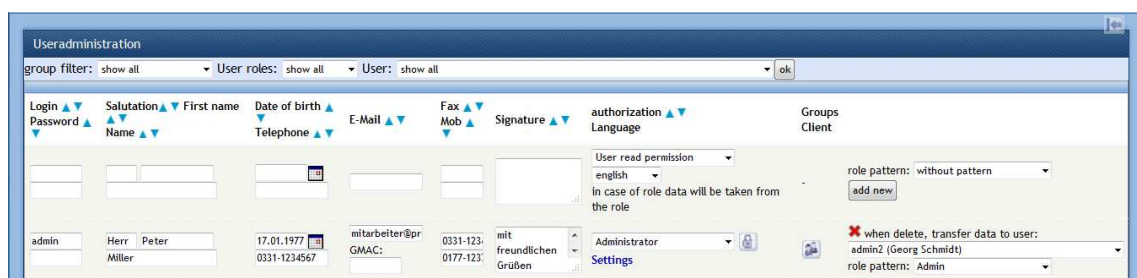 Useradministration
group filter: show all User roles: show all User: show all ok
Login Salutation First name Date of birth Fax authorization Groups
Password Name Telephone E-Mail Mob Signature Language Client
User read permission
english
in case of role data will be taken from
the role
-
role pattern: without pattern
add new
admin Herr Peter 17.01.1977 mitarbeiter@pr 0331-123 mit
Miller 0331-1234567 GMAC: 0177-123 freundlichen
Grüßen
Administrator
Settings
when delete, transfer data to user:
admin2 (Georg Schmidt)
role pattern: Admin